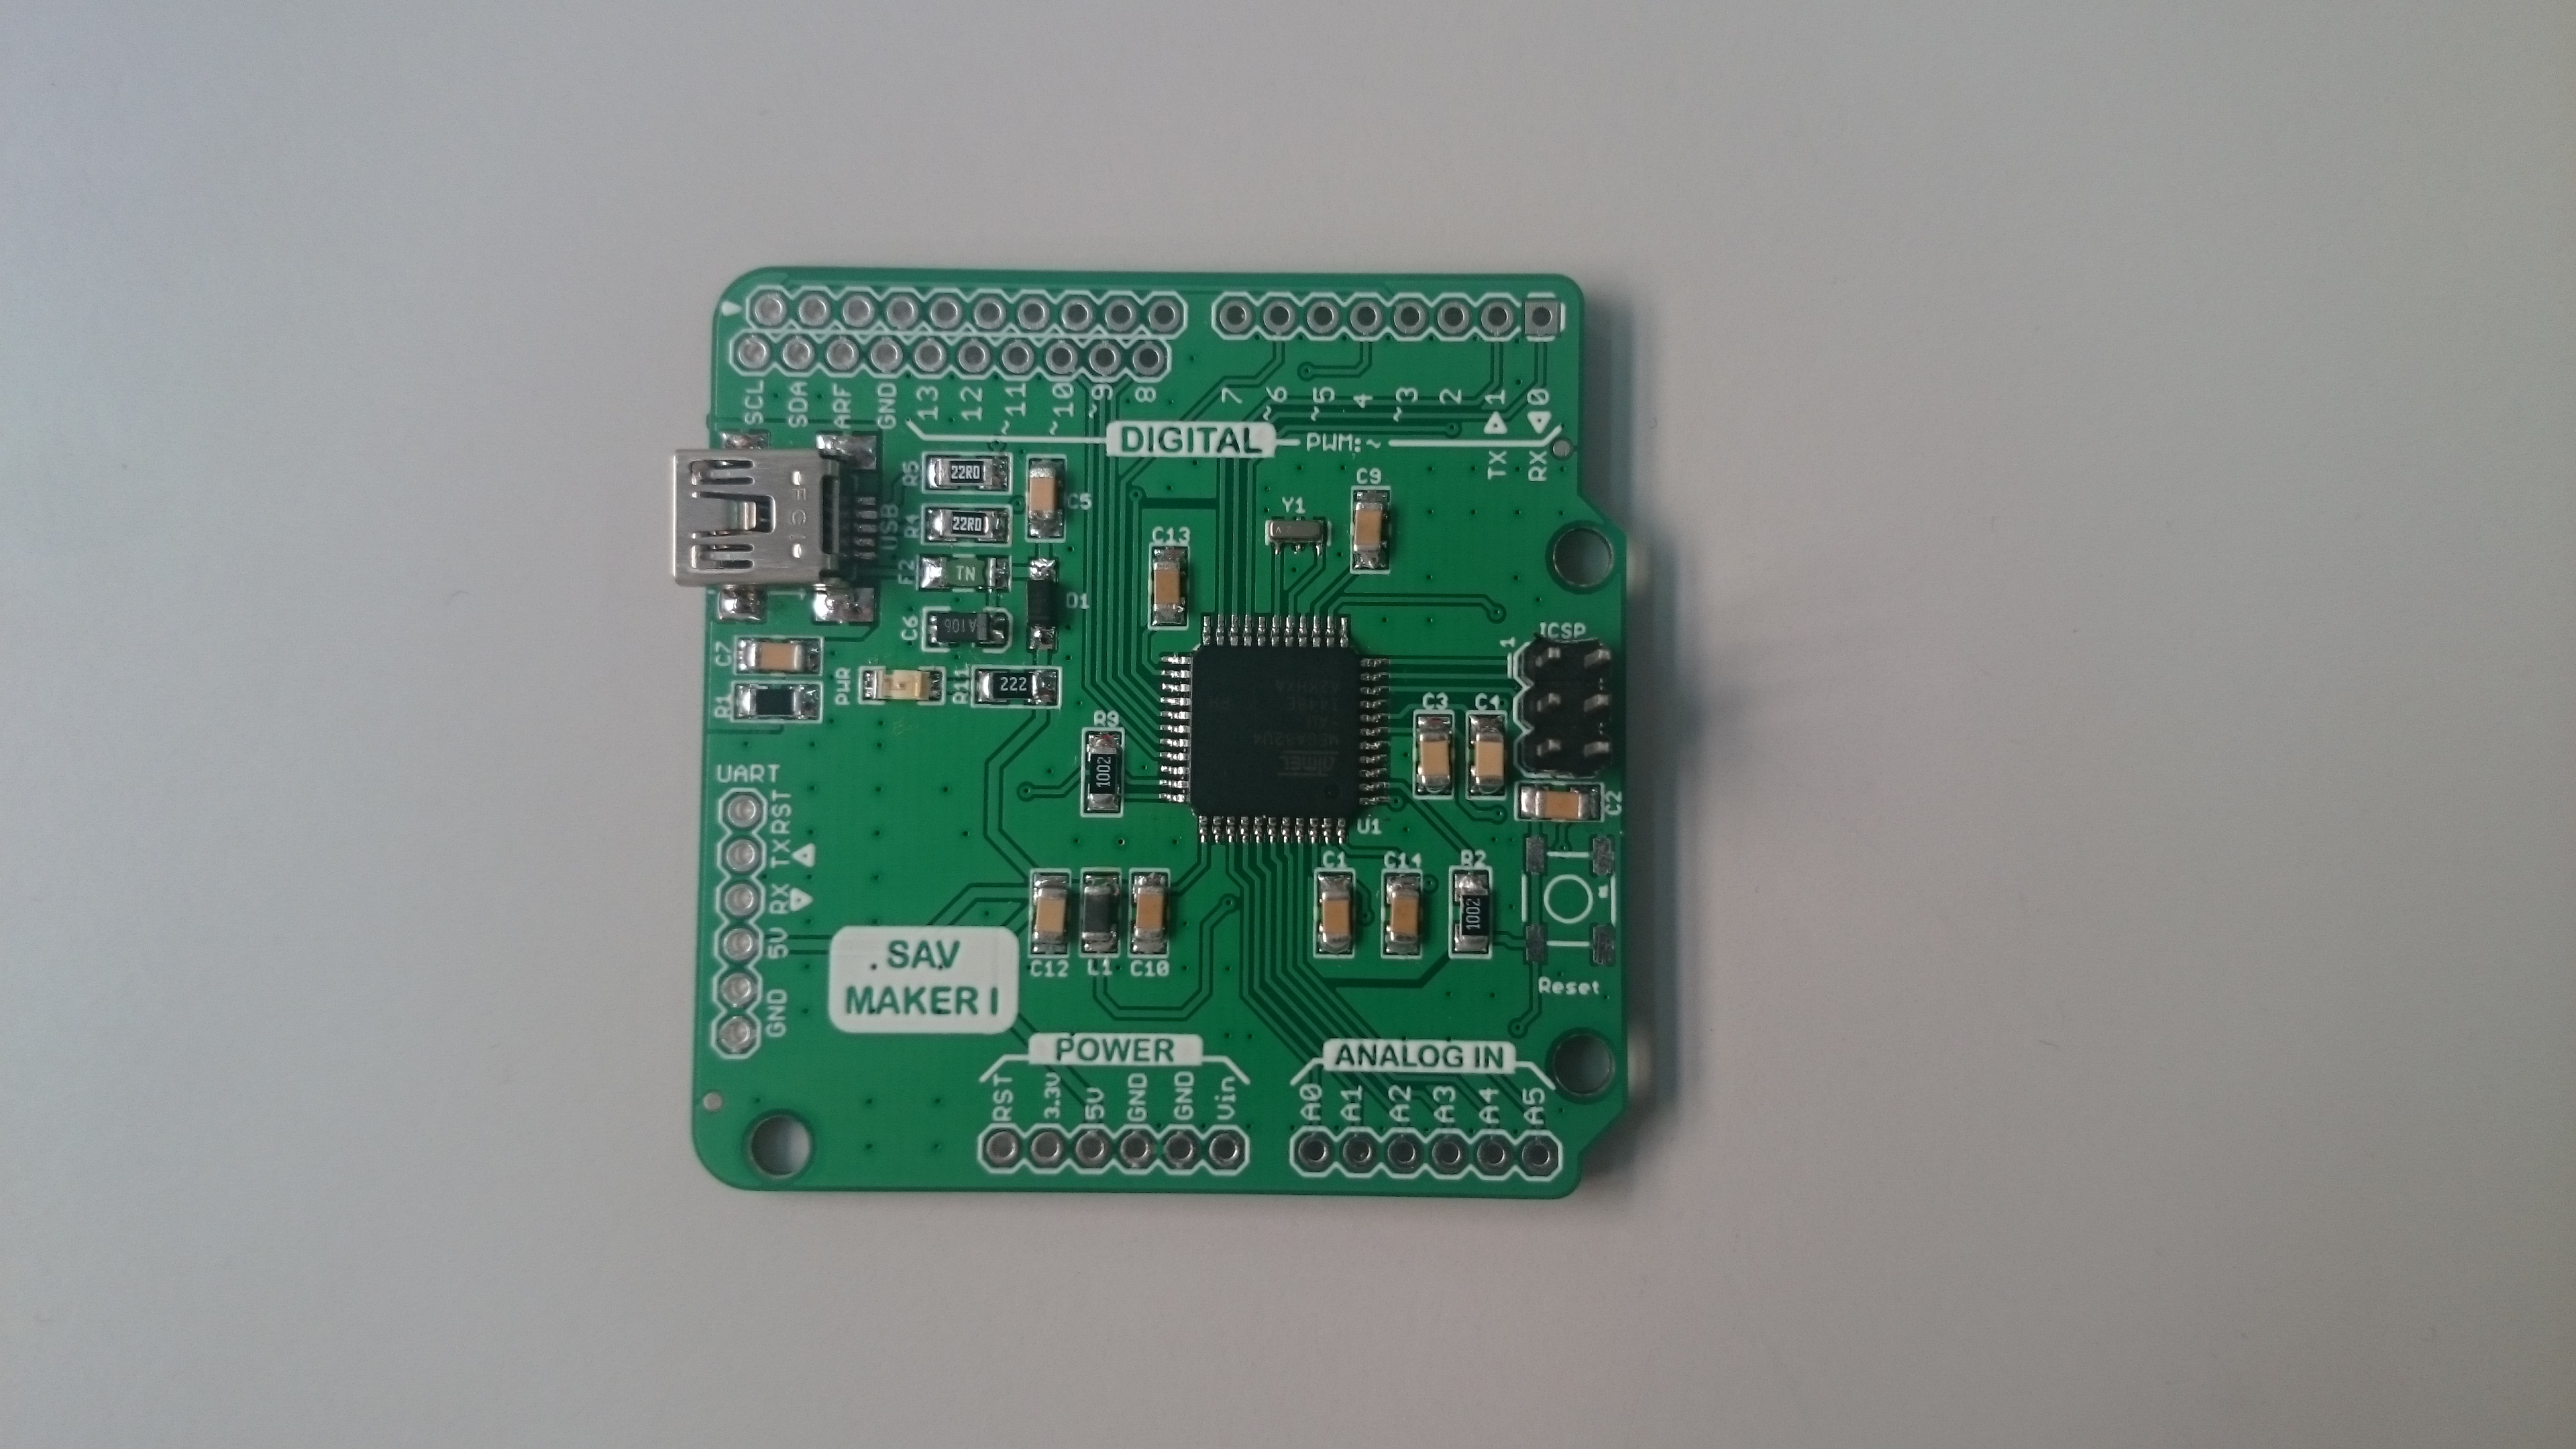 SCL SDA ARF GND 13 12 ~11 ~10 ~9 8 7 ~6 ~5 4 ~3 2 1 0
DIGITAL PWM:~ TX RX
USB
R5 22R0 C5
R4 22R0
F2 TN
C6 A106 D1
C7
R1
PWR R11 222
C13
Y1
C9
ICSP
1
R9 1002
ATMEL
C3 C4
C2
U1
UART
RST
TX
RX
5V
GND
C12 L1 C10
C1 C14 R2 1002
Reset
SAV
MAKER I
POWER
RST 3.3V 5V GND GND Vin
ANALOG IN
A0 A1 A2 A3 A4 A5